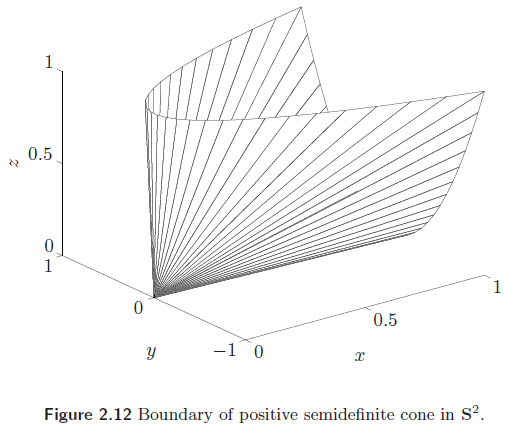 1
0.5
z
0
1
0
y
−1
0
x
0.5
1
Figure 2.12 Boundary of positive semidefinite cone in S².